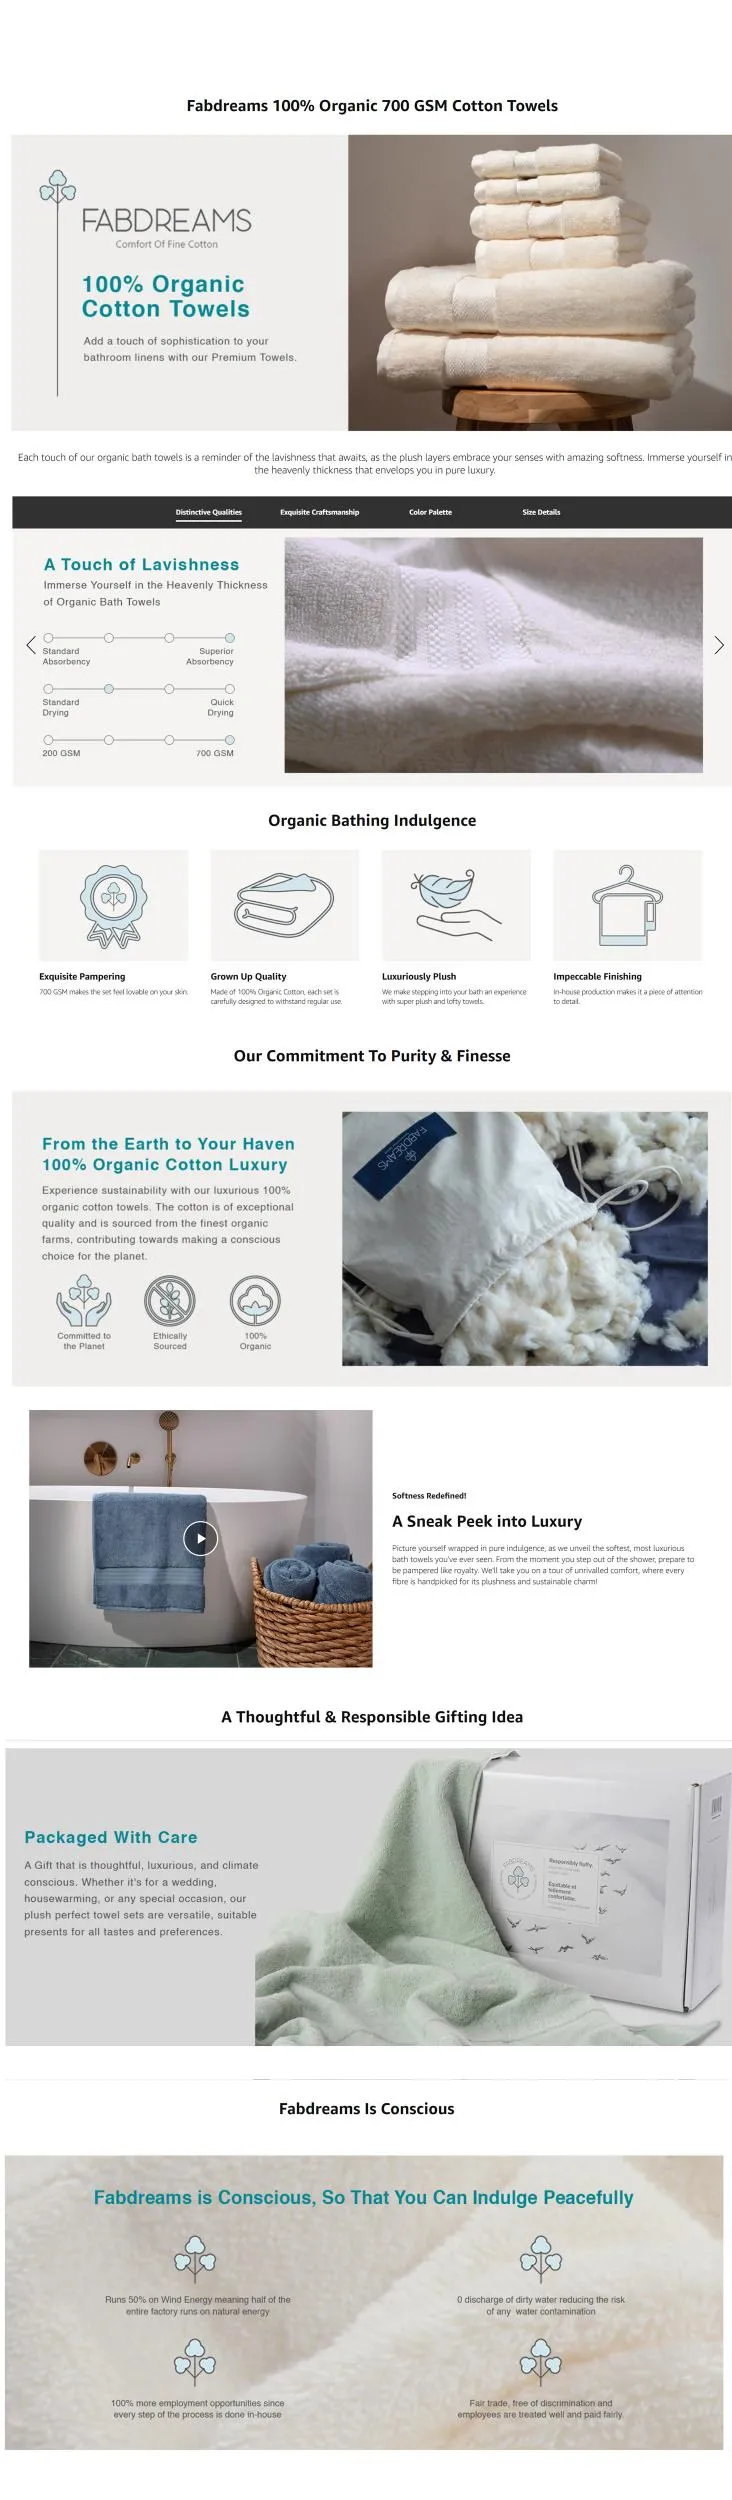 Fabdreams 100% Organic 700 GSM Cotton Towels
FABDREAMS
Comfort Of Fine Cotton
100% Organic
Cotton Towels
Add a touch of sophistication to your
bathroom linens with our Premium Towels.
Each touch of our organic bath towels is a reminder of the lavishness that awaits, as the plush layers embrace your senses with amazing softness. Immerse yourself in
the heavenly thickness that envelops you in pure luxury.
Distinctive Qualities
Exquisite Craftsmanship
Color Palette
Size Details
A Touch of Lavishness
Immerse Yourself in the Heavenly Thickness
of Organic Bath Towels
Standard
Absorbency
Superior
Absorbency
Standard
Drying
Quick
Drying
200 GSM
700 GSM
Organic Bathing Indulgence
Exquisite Pampering
700 GSM makes the set feel lovable on your skin.
Grown Up Quality
Made of 100% Organic Cotton, each set is
carefully designed to withstand regular use.
Luxuriously Plush
We make stepping into your bath an experience
with super plush and lofty towels.
Impeccable Finishing
In-house production makes it a piece of attention
to detail.
Our Commitment To Purity & Finesse
From the Earth to Your Haven
100% Organic Cotton Luxury
Experience sustainability with our luxurious 100%
organic cotton towels. The cotton is of exceptional
quality and is sourced from the finest organic
farms, contributing towards making a conscious
choice for the planet.
Committed to
the Planet
Ethically
Sourced
100%
Organic
FABDREAMS
Softness Redefined!
A Sneak Peek into Luxury
Picture yourself wrapped in pure indulgence, as we unveil the softest, most luxurious
bath towels you've ever seen. From the moment you step out of the shower, prepare to
be pampered like royalty. We'll take you on a tour of unrivalled comfort, where every
fibre is handpicked for its plushness and sustainable charm!
A Thoughtful & Responsible Gifting Idea
Packaged With Care
A Gift that is thoughtful, luxurious, and climate
conscious. Whether it's for a wedding,
housewarming, or any special occasion, our
plush perfect towel sets are versatile, suitable
presents for all tastes and preferences.
FABDREAMS
Responsibly fluffy.
Équitable et
tellement
confortable.
Fabdreams Is Conscious
Fabdreams is Conscious, So That You Can Indulge Peacefully
Runs 50% on Wind Energy meaning half of the
entire factory runs on natural energy
0 discharge of dirty water reducing the risk
of any water contamination
100% more employment opportunities since
every step of the process is done in-house
Fair trade, free of discrimination and
employees are treated well and paid fairly.